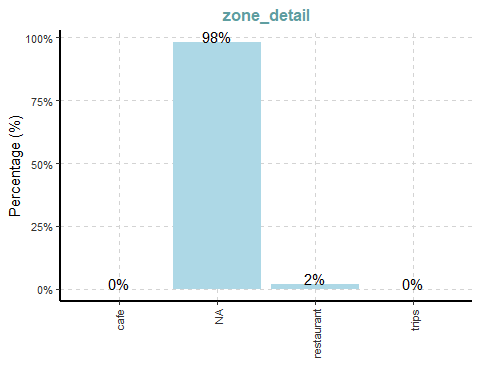 zone_detail
Percentage (%)
100%
75%
50%
25%
0%
0%
98%
2%
0%
cafe
NA
restaurant
trips